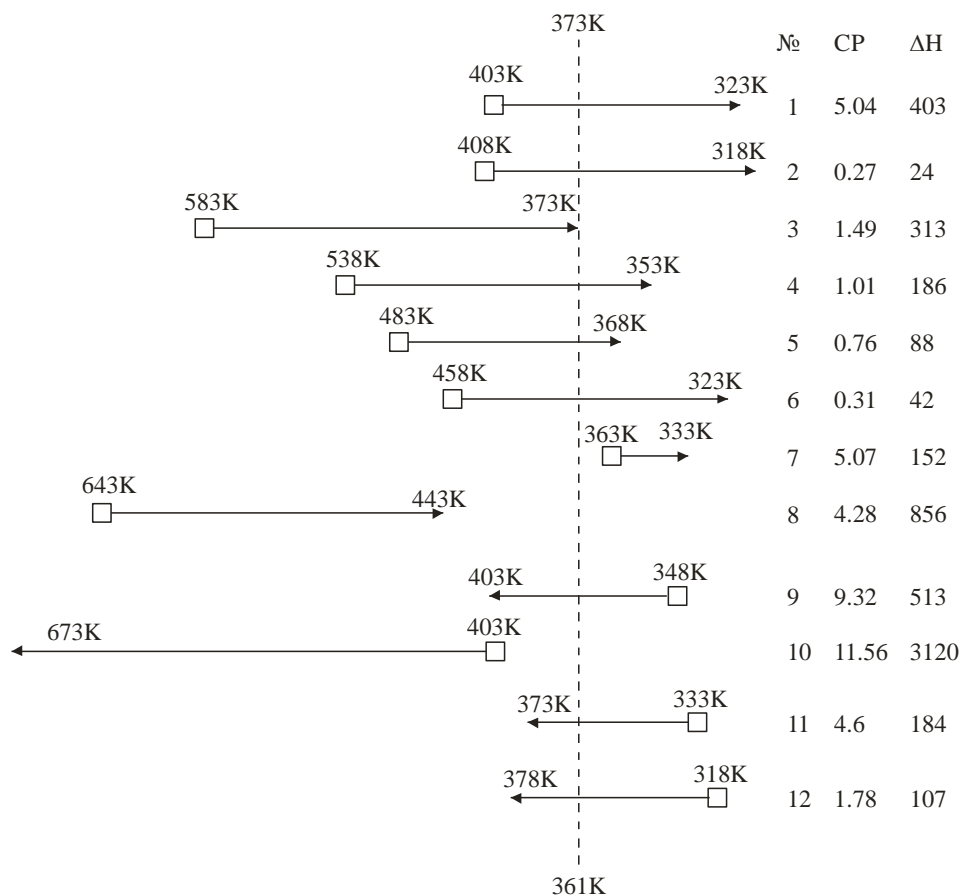 373K
№ CP ΔH
403K 323K 1 5.04 403
408K 318K 2 0.27 24
583K 373K 3 1.49 313
538K 353K 4 1.01 186
483K 368K 5 0.76 88
458K 323K 6 0.31 42
363K 333K 7 5.07 152
643K 443K 8 4.28 856
403K 348K 9 9.32 513
673K 403K 10 11.56 3120
373K 333K 11 4.6 184
378K 318K 12 1.78 107
361K